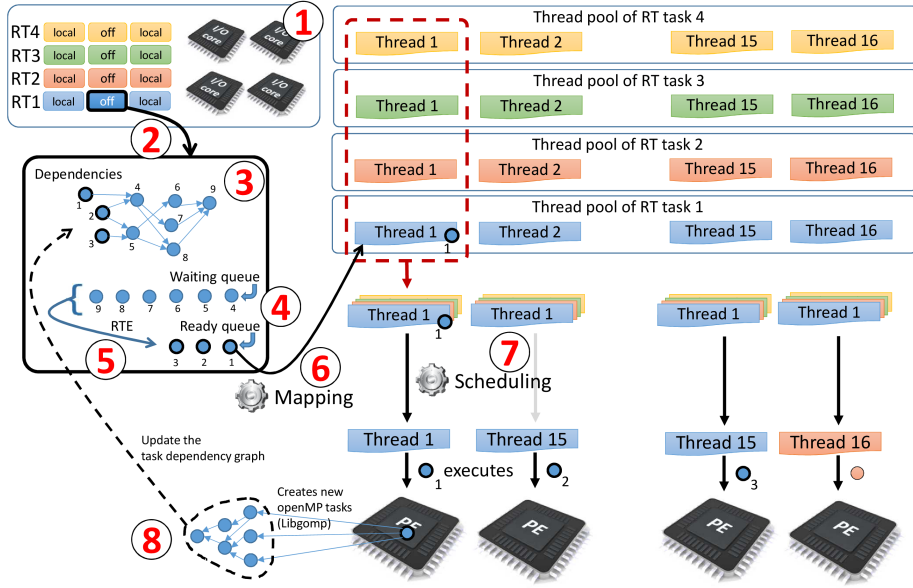 RT4 local off local
RT3 local off local
RT2 local off local
RT1 local off local
I/O core
I/O core
I/O core
I/O core
1
Thread pool of RT task 4
Thread 1 Thread 2 Thread 15 Thread 16
Thread pool of RT task 3
Thread 1 Thread 2 Thread 15 Thread 16
Thread pool of RT task 2
Thread 1 Thread 2 Thread 15 Thread 16
Thread pool of RT task 1
Thread 1 Thread 2 Thread 15 Thread 16
1
2
3
Dependencies
1
2
3
4
5
6
7
8
9
Waiting queue
9 8 7 6 5 4
4
RTE
Ready queue
3 2 1
5
6
Mapping
Thread 1 Thread 1 Thread 1 Thread 1
1
7
Scheduling
Thread 1 Thread 15 Thread 15 Thread 16
executes
1
2
3
Update the
task dependency graph
Creates new
openMP tasks
(Libgomp)
8
PE PE PE PE